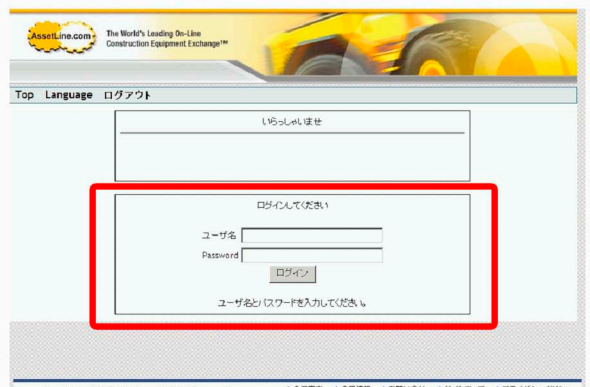 AssetLine.com
The World's Leading On-Line
Construction Equipment Exchange™
Top Language ログアウト
いらっしゃいませ
ログインしてください
ユーザ名
Password
ログイン
ユーザ名とパスワードを入力してください。